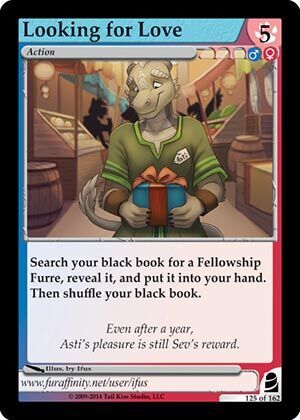 Looking for Love
5
Action
Asti
Search your black book for a Fellowship
Furre, reveal it, and put it into your hand.
Then shuffle your black book.
Even after a year,
Asti's pleasure is still Sev's reward.
Illus. by Ifus
www.furaffinity.net/user/ifus
© 2009-2014 Tail Kiss Studio, LLC
125 of 162